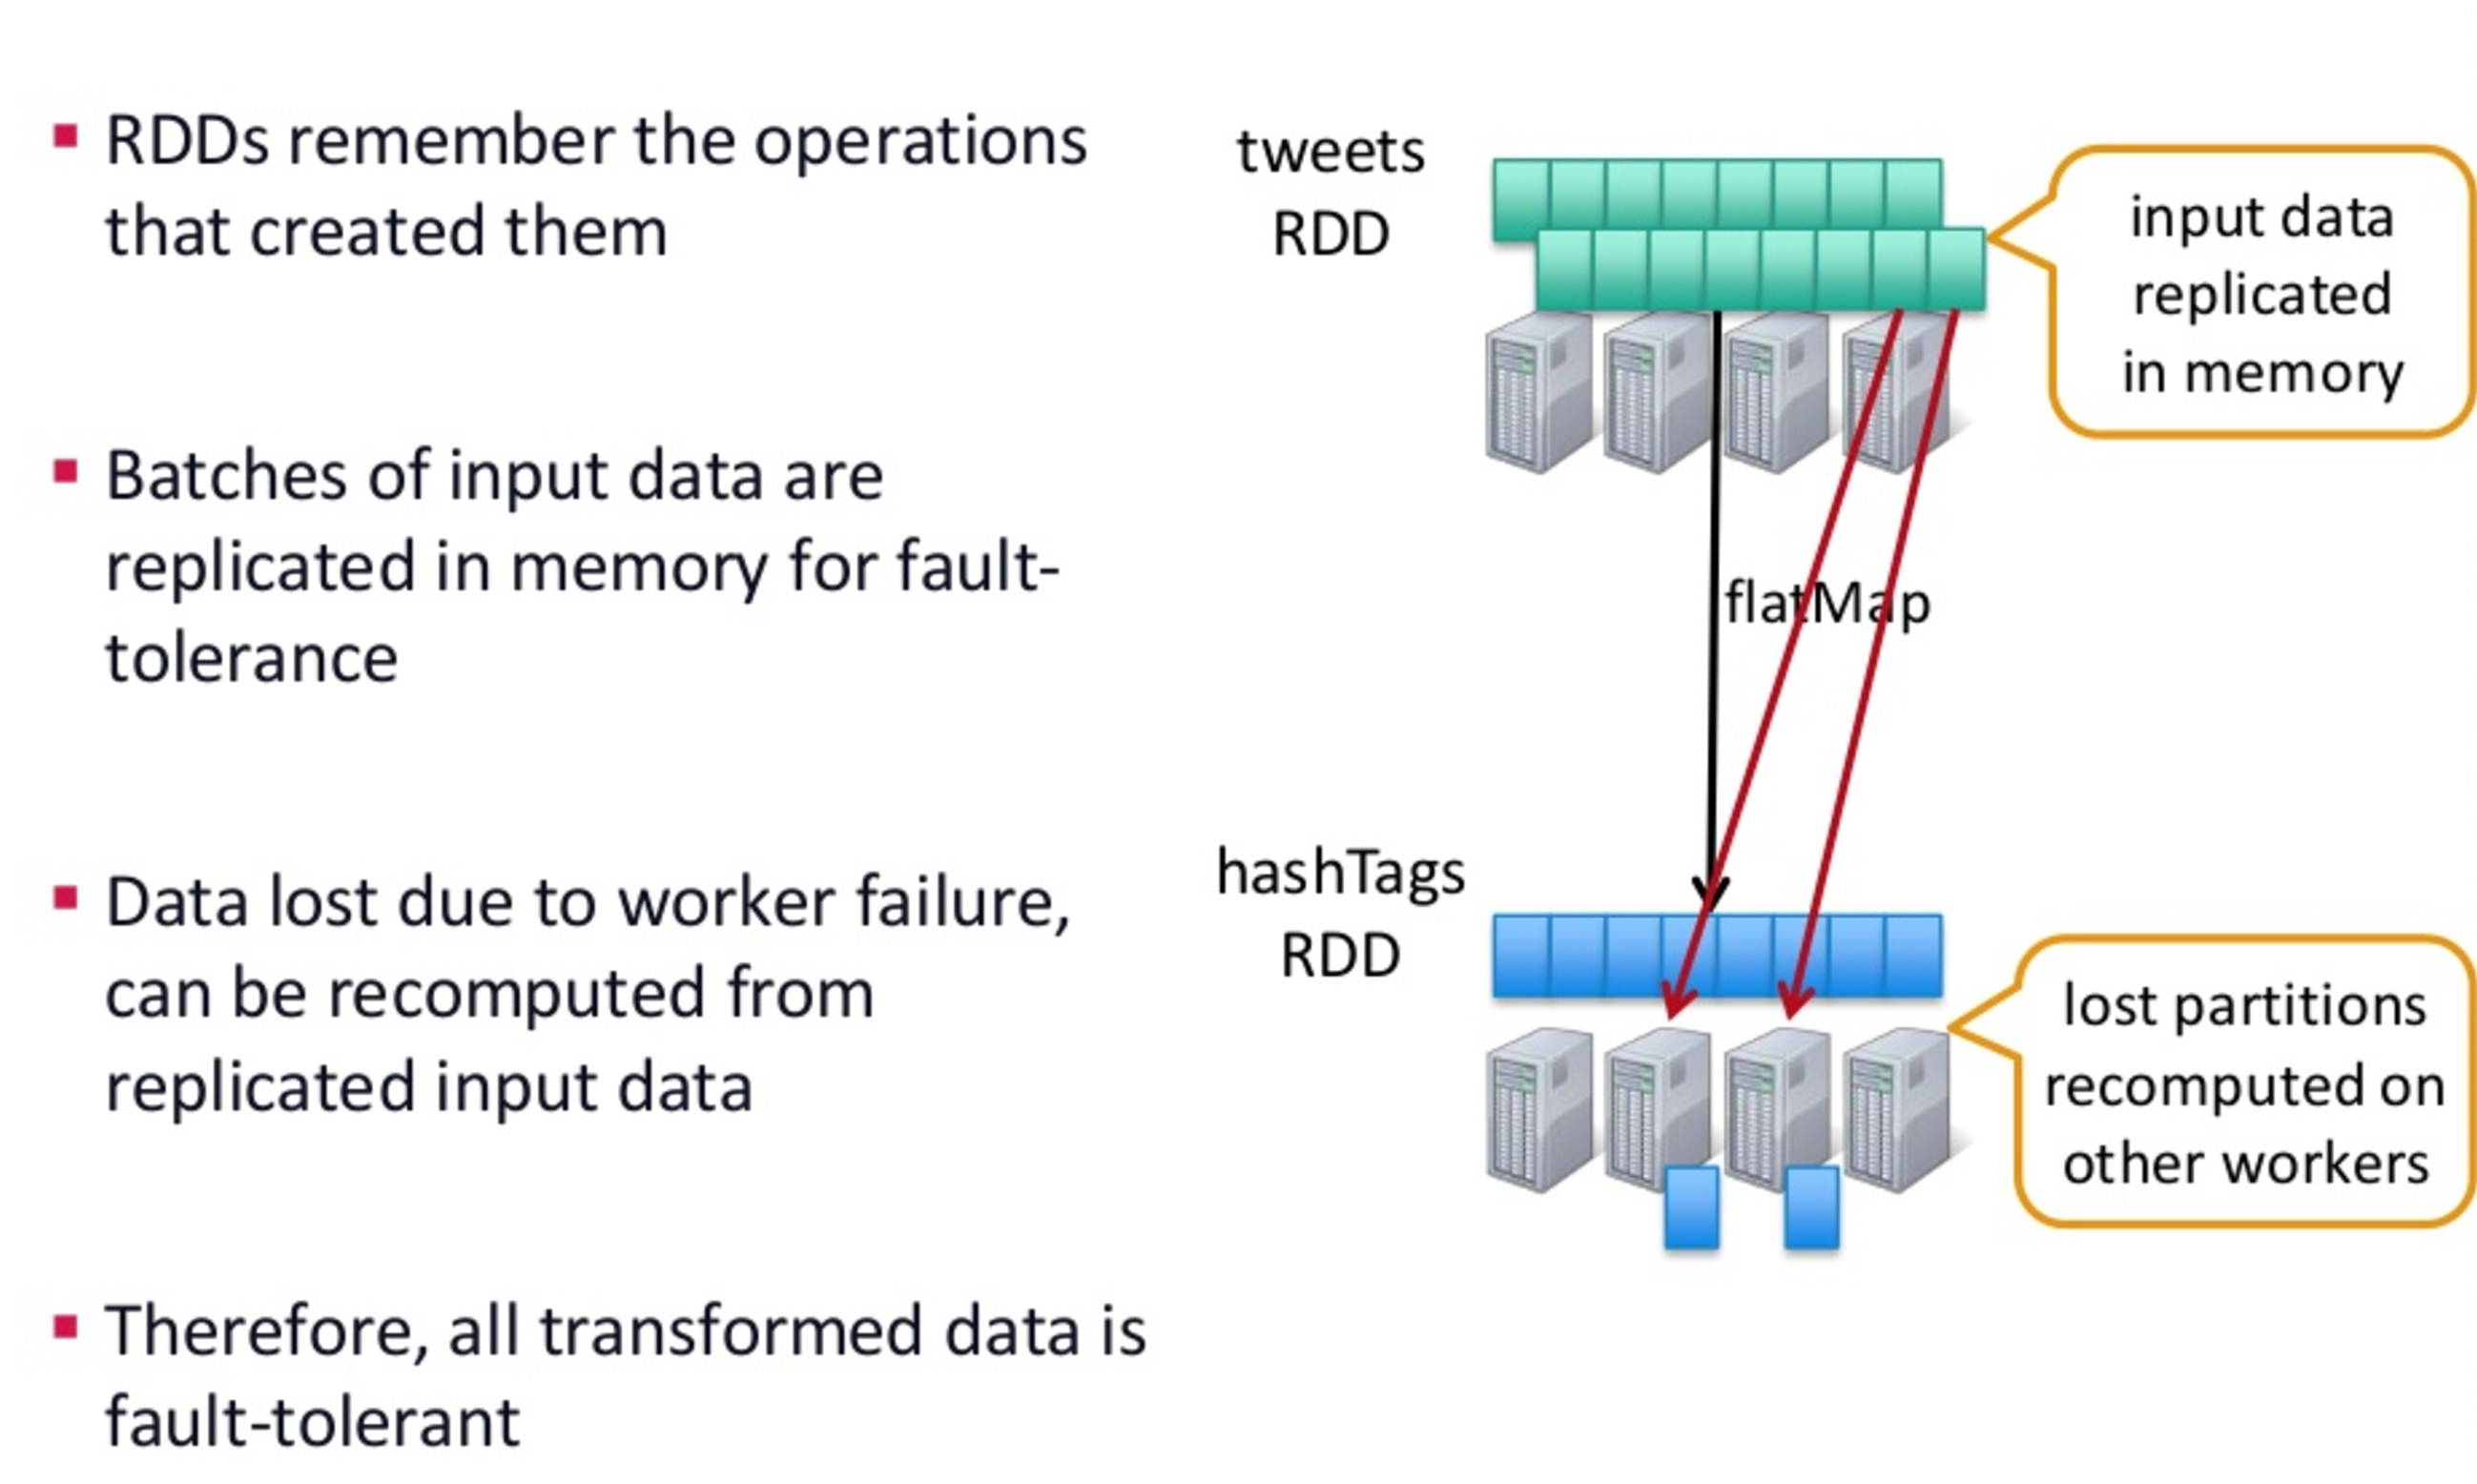 RDDs remember the operations
that created them
Batches of input data are
replicated in memory for fault-
tolerance
Data lost due to worker failure,
can be recomputed from
replicated input data
Therefore, all transformed data is
fault-tolerant
tweets
RDD
input data
replicated
in memory
flatMap
hashTags
RDD
lost partitions
recomputed on
other workers